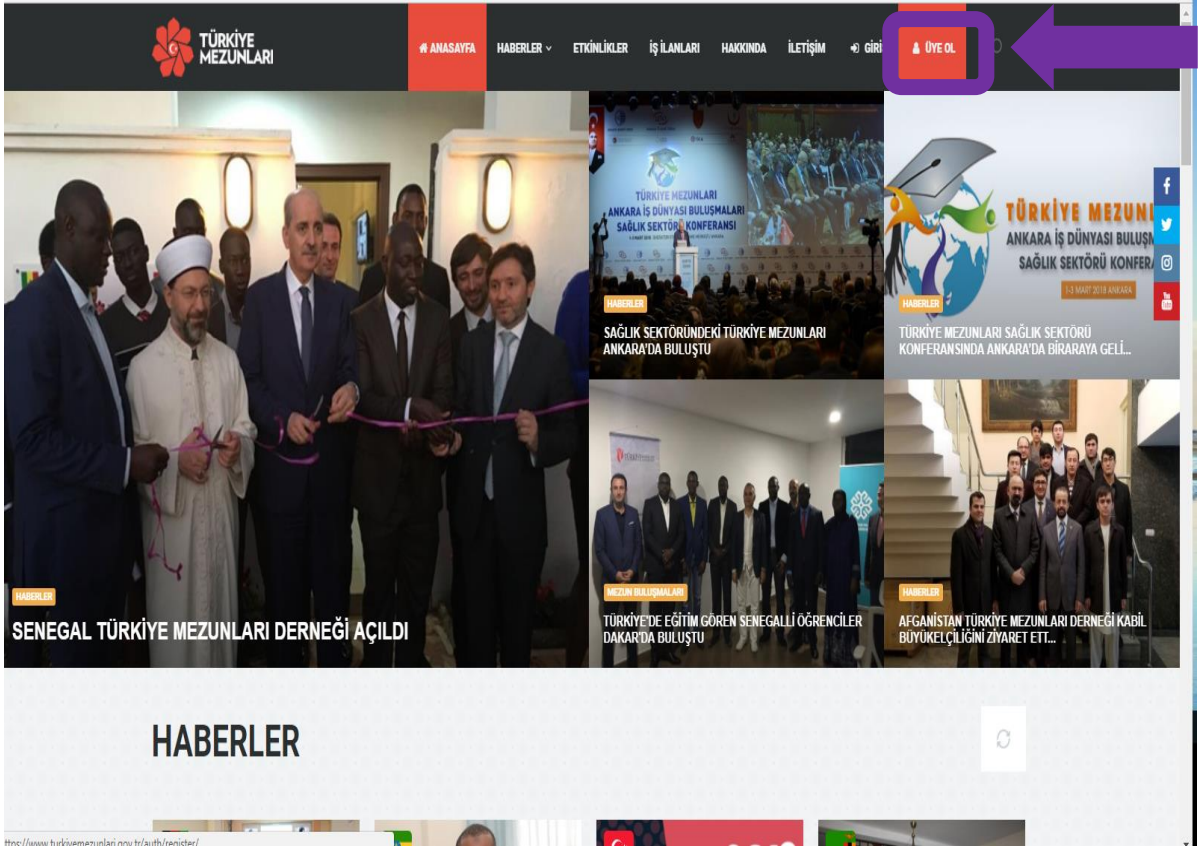 TÜRKİYE
MEZUNLARI
ANASAYFA
HABERLER
ETKİNLİKLER
İŞ İLANLARI
HAKKINDA
İLETİŞİM
GİRİ
ÜYE OL
TÜRKİYE MEZUNLARI
ANKARA İŞ DÜNYASI BULUŞMALARI
SAĞLIK SEKTÖRÜ KONFERANSI
HABERLER
SAĞLIK SEKTÖRÜNDEKİ TÜRKİYE MEZUNLARI
ANKARA'DA BULUŞTU
TÜRKİYE MEZUNL
ANKARA İŞ DÜNYASI BULUŞM
SAĞLIK SEKTÖRÜ KONFERA
1-3 MART 2018 ANKARA
HABERLER
TÜRKİYE MEZUNLARI SAĞLIK SEKTÖRÜ
KONFERANSINDA ANKARA'DA BİRARAYA GELİ...
HABERLER
SENEGAL TÜRKİYE MEZUNLARI DERNEĞİ AÇILDI
MEZUN BULUŞMALARI
TÜRKİYE'DE EĞİTİM GÖREN SENEGALLİ ÖĞRENCİLER
DAKAR'DA BULUŞTU
HABERLER
AFGANİSTAN TÜRKİYE MEZUNLARI DERNEĞİ KABİL
BÜYÜKELÇİLİĞİNİ ZİYARET ETT...
HABERLER
ttps://www.turkiyemezunlari.gov.tr/auth/register/